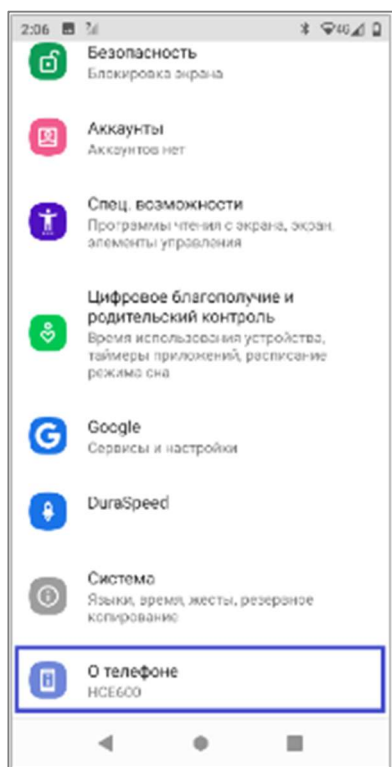 2:06
4G
Безопасность
Блокировка экрана
Аккаунты
Аккаунтов нет
Спец. возможности
Программы чтения с экрана, экран,
элементы управления
Цифровое благополучие и
родительский контроль
Время использования устройства,
таймеры приложений, расписание
режима сна
Google
Сервисы и настройки
DuraSpeed
Система
Языки, время, жесты, резервное
копирование
О телефоне
HCE600